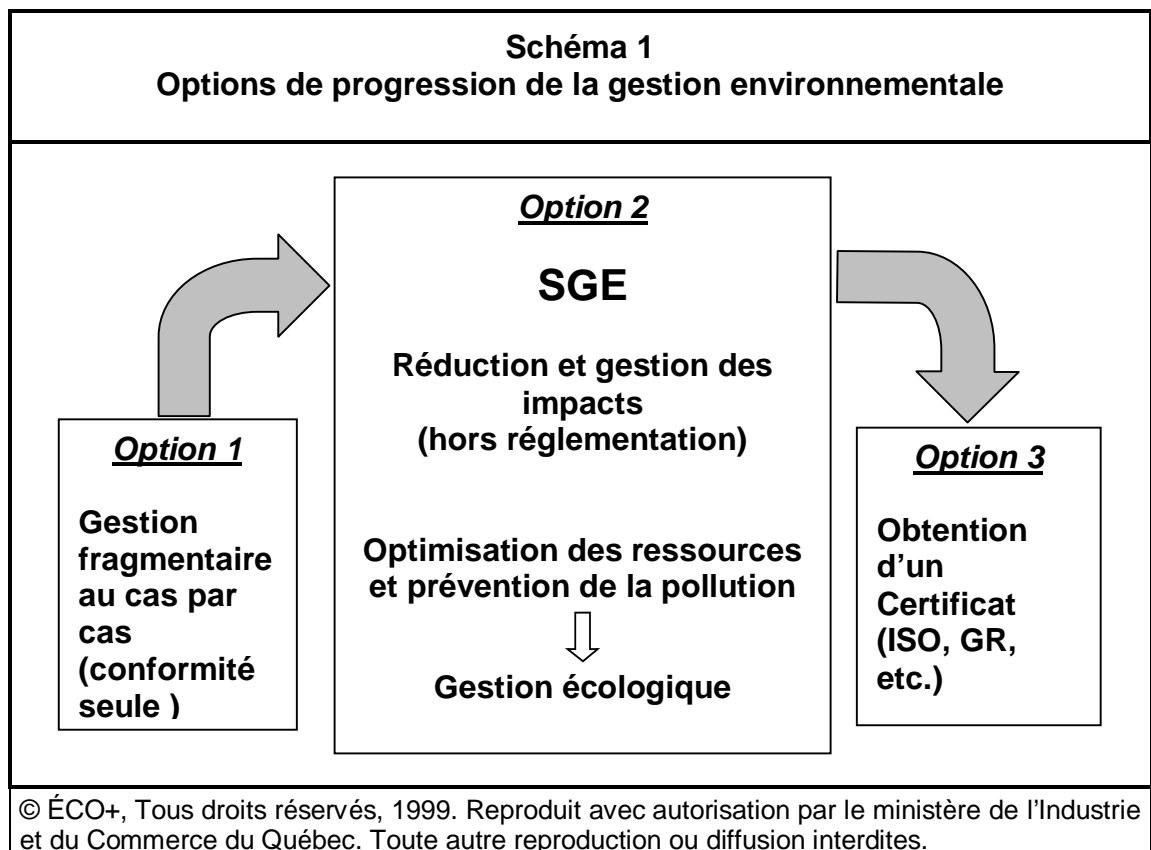 Schéma 1
Options de progression de la gestion environnementale
Option 1
Gestion
fragmentaire
au cas par
cas
(conformité
seule )
Option 2
SGE
Réduction et gestion des
impacts
(hors réglementation)
Optimisation des ressources
et prévention de la pollution
Gestion écologique
Option 3
Obtention
d’un
Certificat
(ISO, GR,
etc.)
© ÉCO+, Tous droits réservés, 1999. Reproduit avec autorisation par le ministère de l’Industrie
et du Commerce du Québec. Toute autre reproduction ou diffusion interdites.